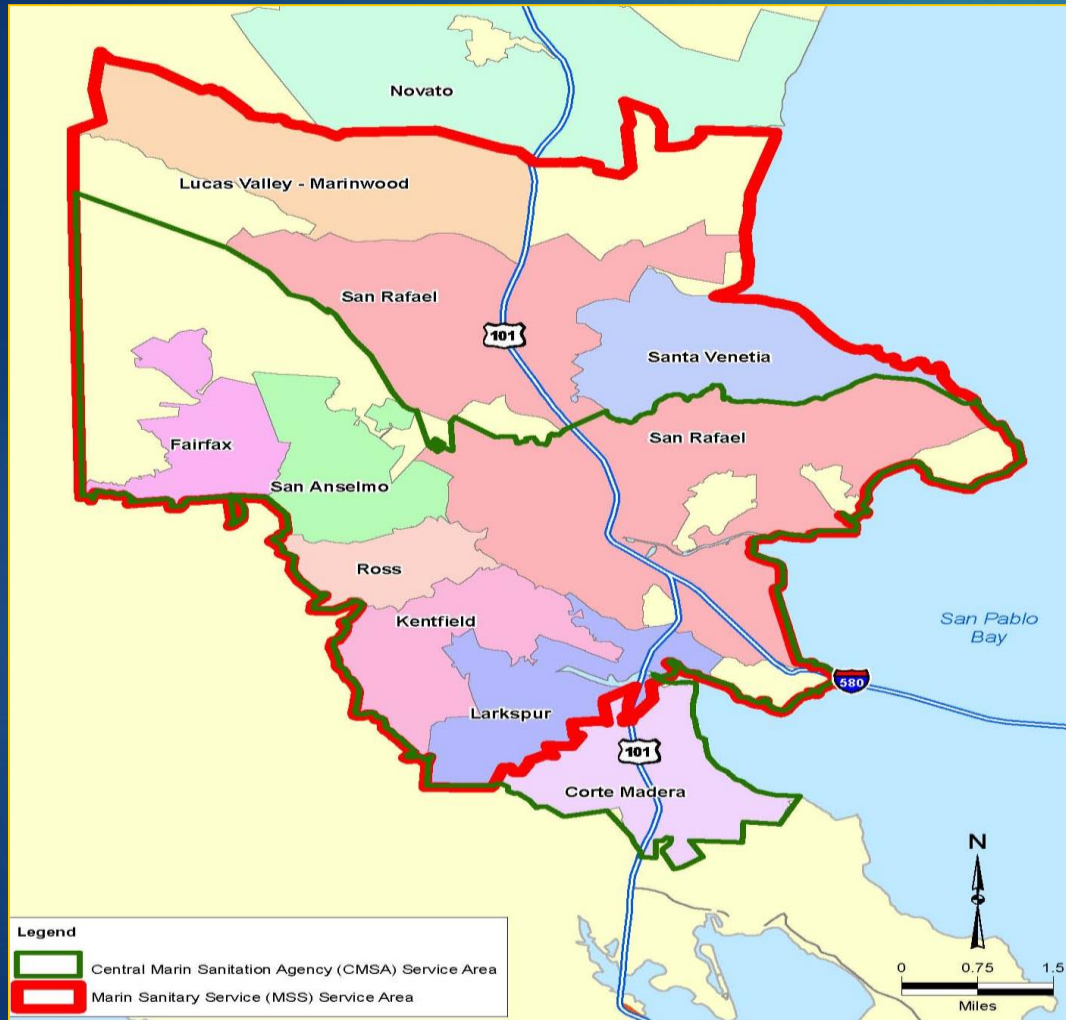 Novato
Lucas Valley - Marinwood
San Rafael
101
Santa Venetia
San Rafael
Fairfax
San Anselmo
Ross
Kentfield
San Pablo
Bay
580
Larkspur
101
Corte Madera
N
Legend
Central Marin Sanitation Agency (CMSA) Service Area
Marin Sanitary Service (MSS) Service Area
0 0.75 1.5
Miles